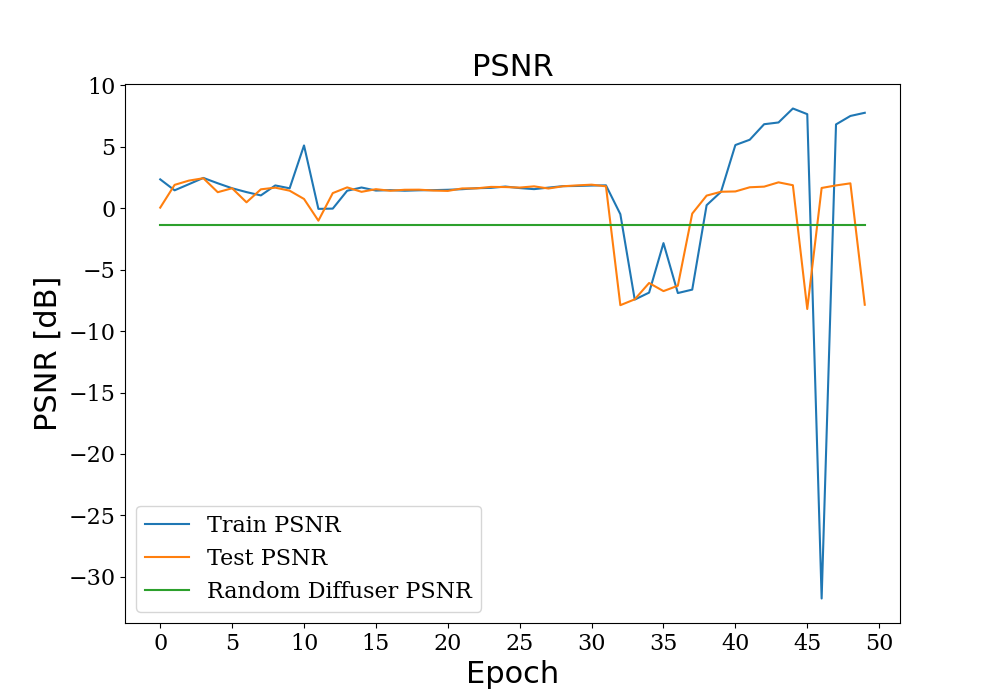 PSNR
10
5
0
−5
−10
−15
−20
−25
−30
PSNR [dB]
Train PSNR
Test PSNR
Random Diffuser PSNR
0 5 10 15 20 25 30 35 40 45 50
Epoch